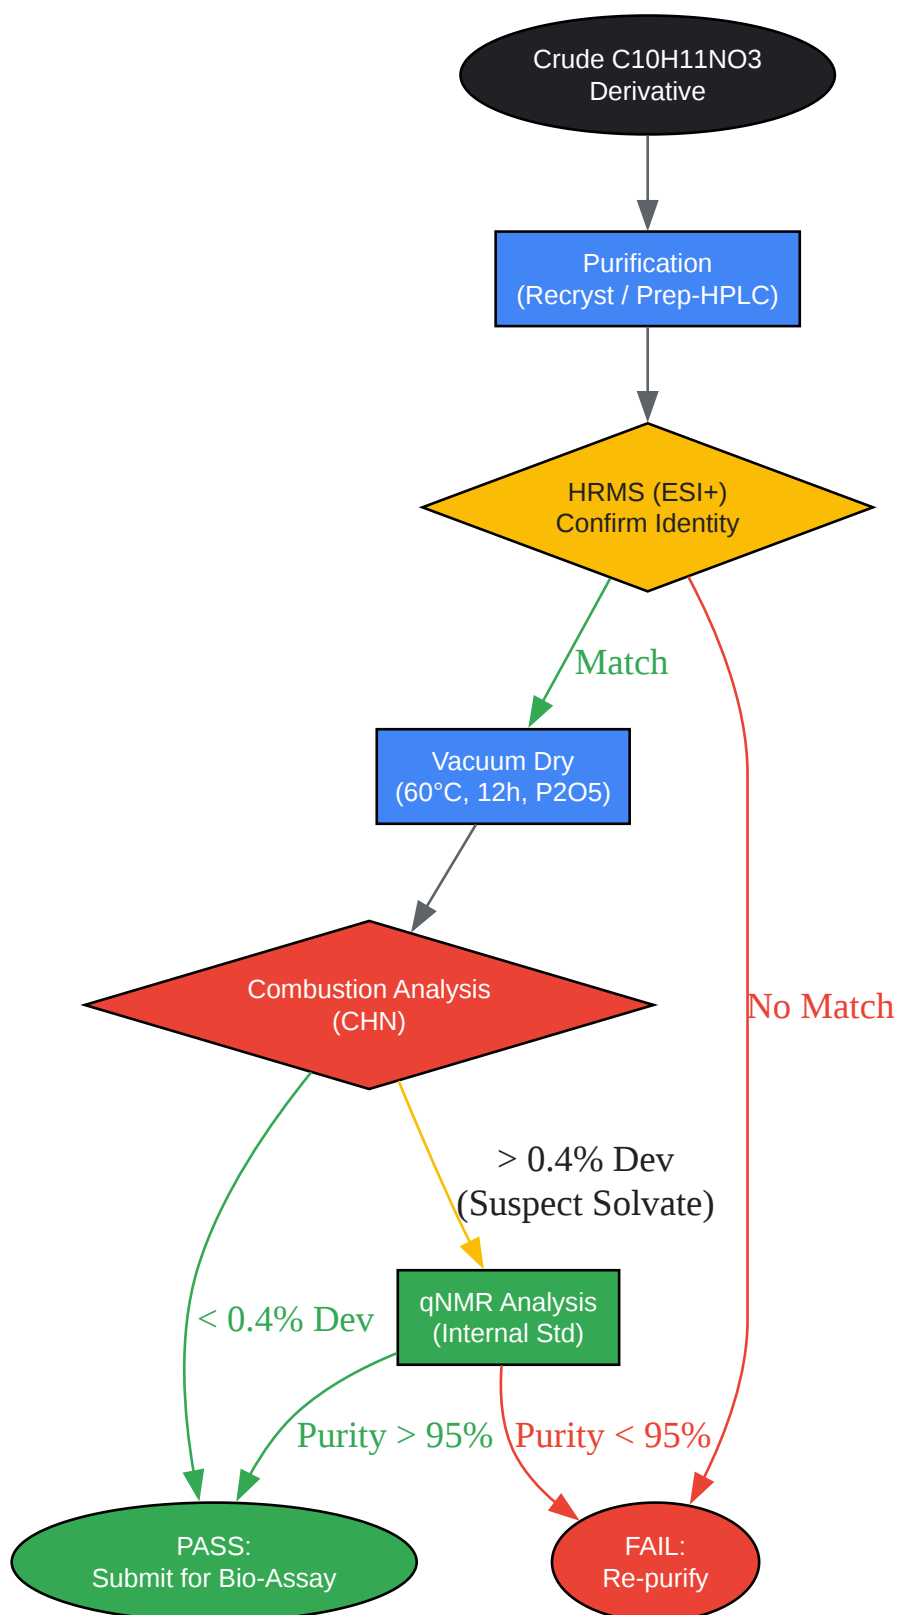 Crude C10H11NO3
Derivative
Purification
(Recryst / Prep-HPLC)
HRMS (ESI+)
Confirm Identity
Match
Vacuum Dry
(60°C, 12h, P2O5)
Combustion Analysis
(CHN)
No Match
> 0.4% Dev
(Suspect Solvate)
qNMR Analysis
(Internal Std)
< 0.4% Dev
Purity > 95%
Purity < 95%
PASS:
Submit for Bio-Assay
FAIL:
Re-purify